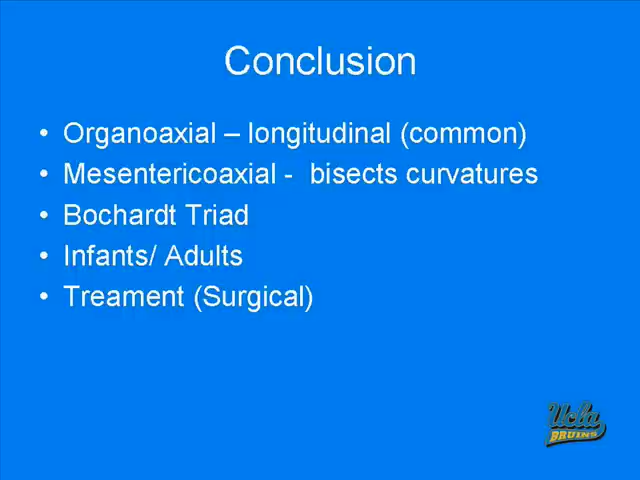 Conclusion
• Organoaxial – longitudinal (common)
• Mesentericoaxial - bisects curvatures
• Bochardt Triad
• Infants/ Adults
• Treament (Surgical)
Ucla
BRUINS